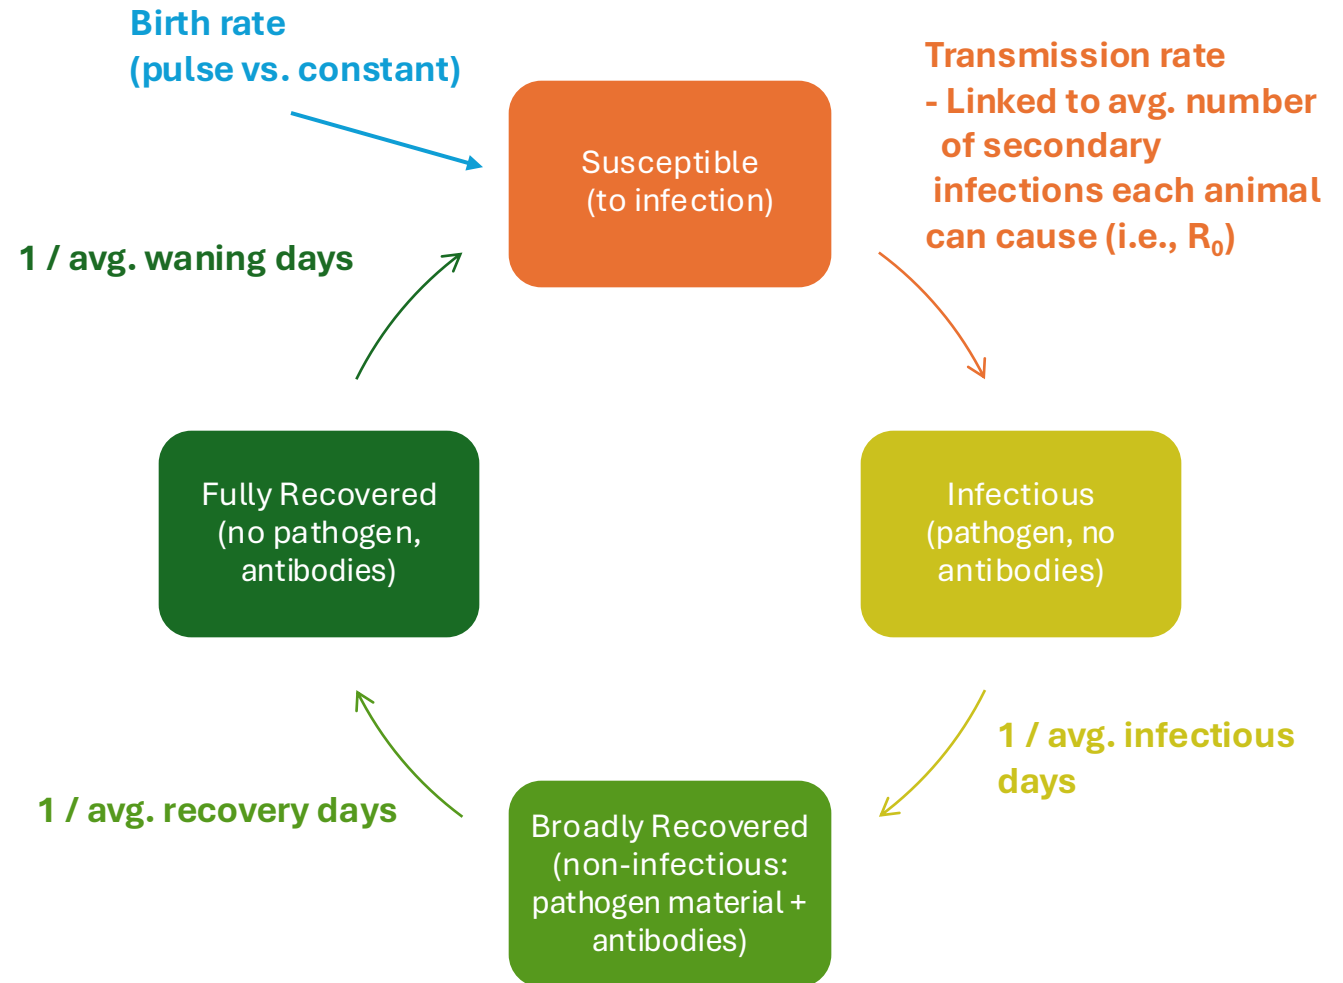 Birth rate
(pulse vs. constant)
Transmission rate
- Linked to avg. number
of secondary
infections each animal
can cause (i.e., R₀)
Susceptible
(to infection)
1 / avg. waning days
Fully Recovered
(no pathogen,
antibodies)
Infectious
(pathogen, no
antibodies)
1 / avg. infectious
days
1 / avg. recovery days
Broadly Recovered
(non-infectious:
pathogen material +
antibodies)